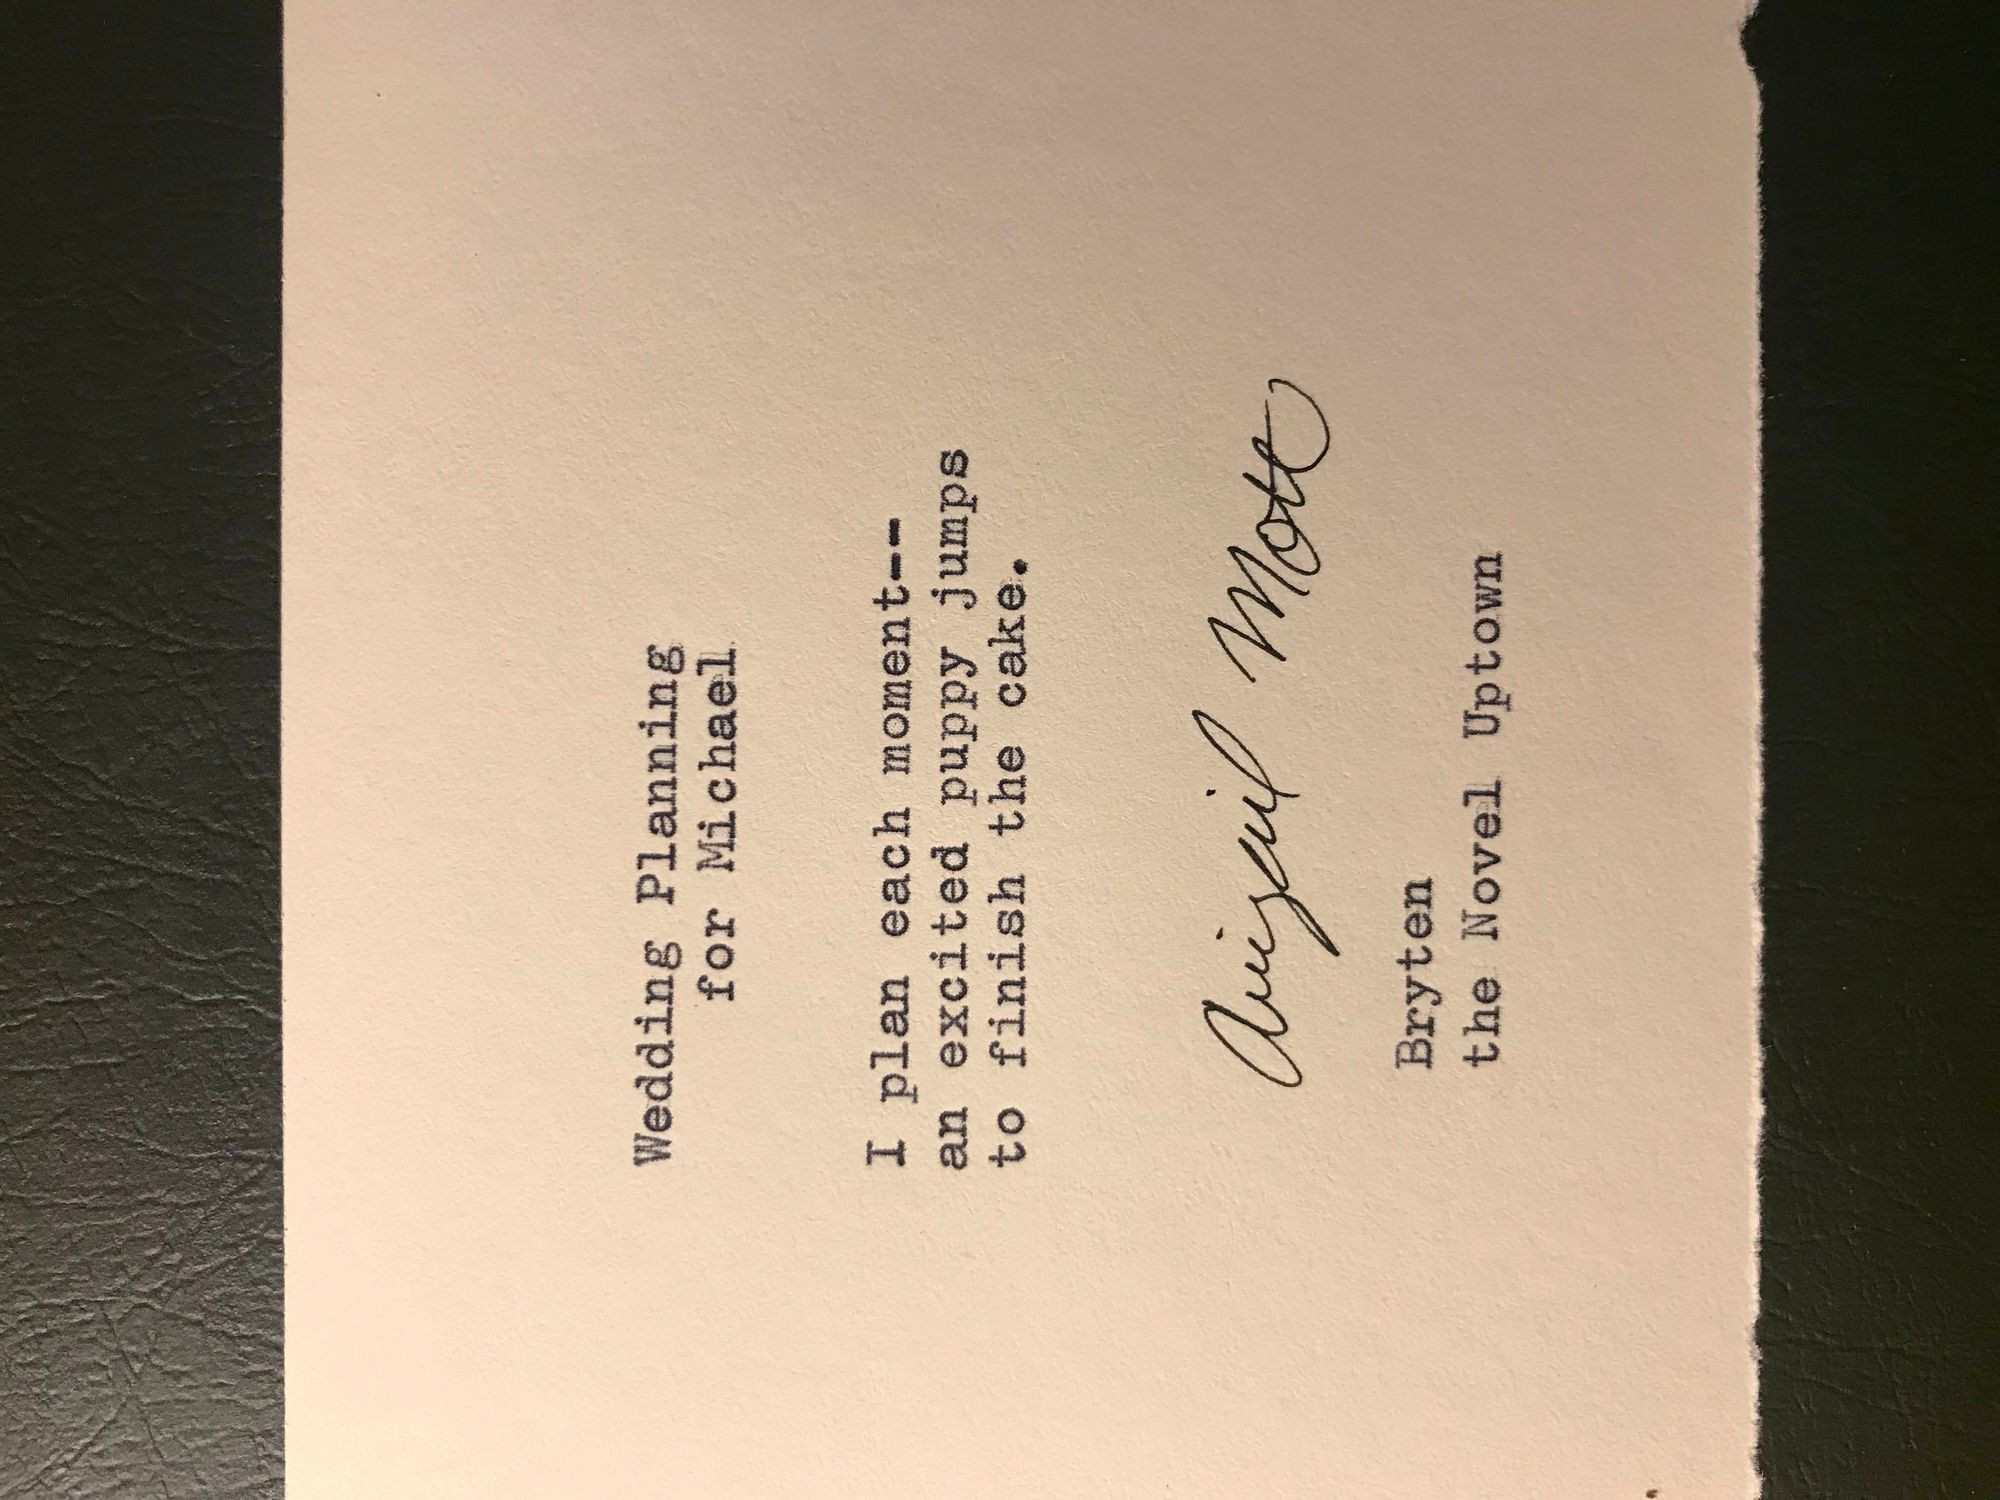 Wedding Planning
for Michael
I plan each moment--
an excited puppy jumps
to finish the cake.
Mott
Bryten
the Novel Uptown